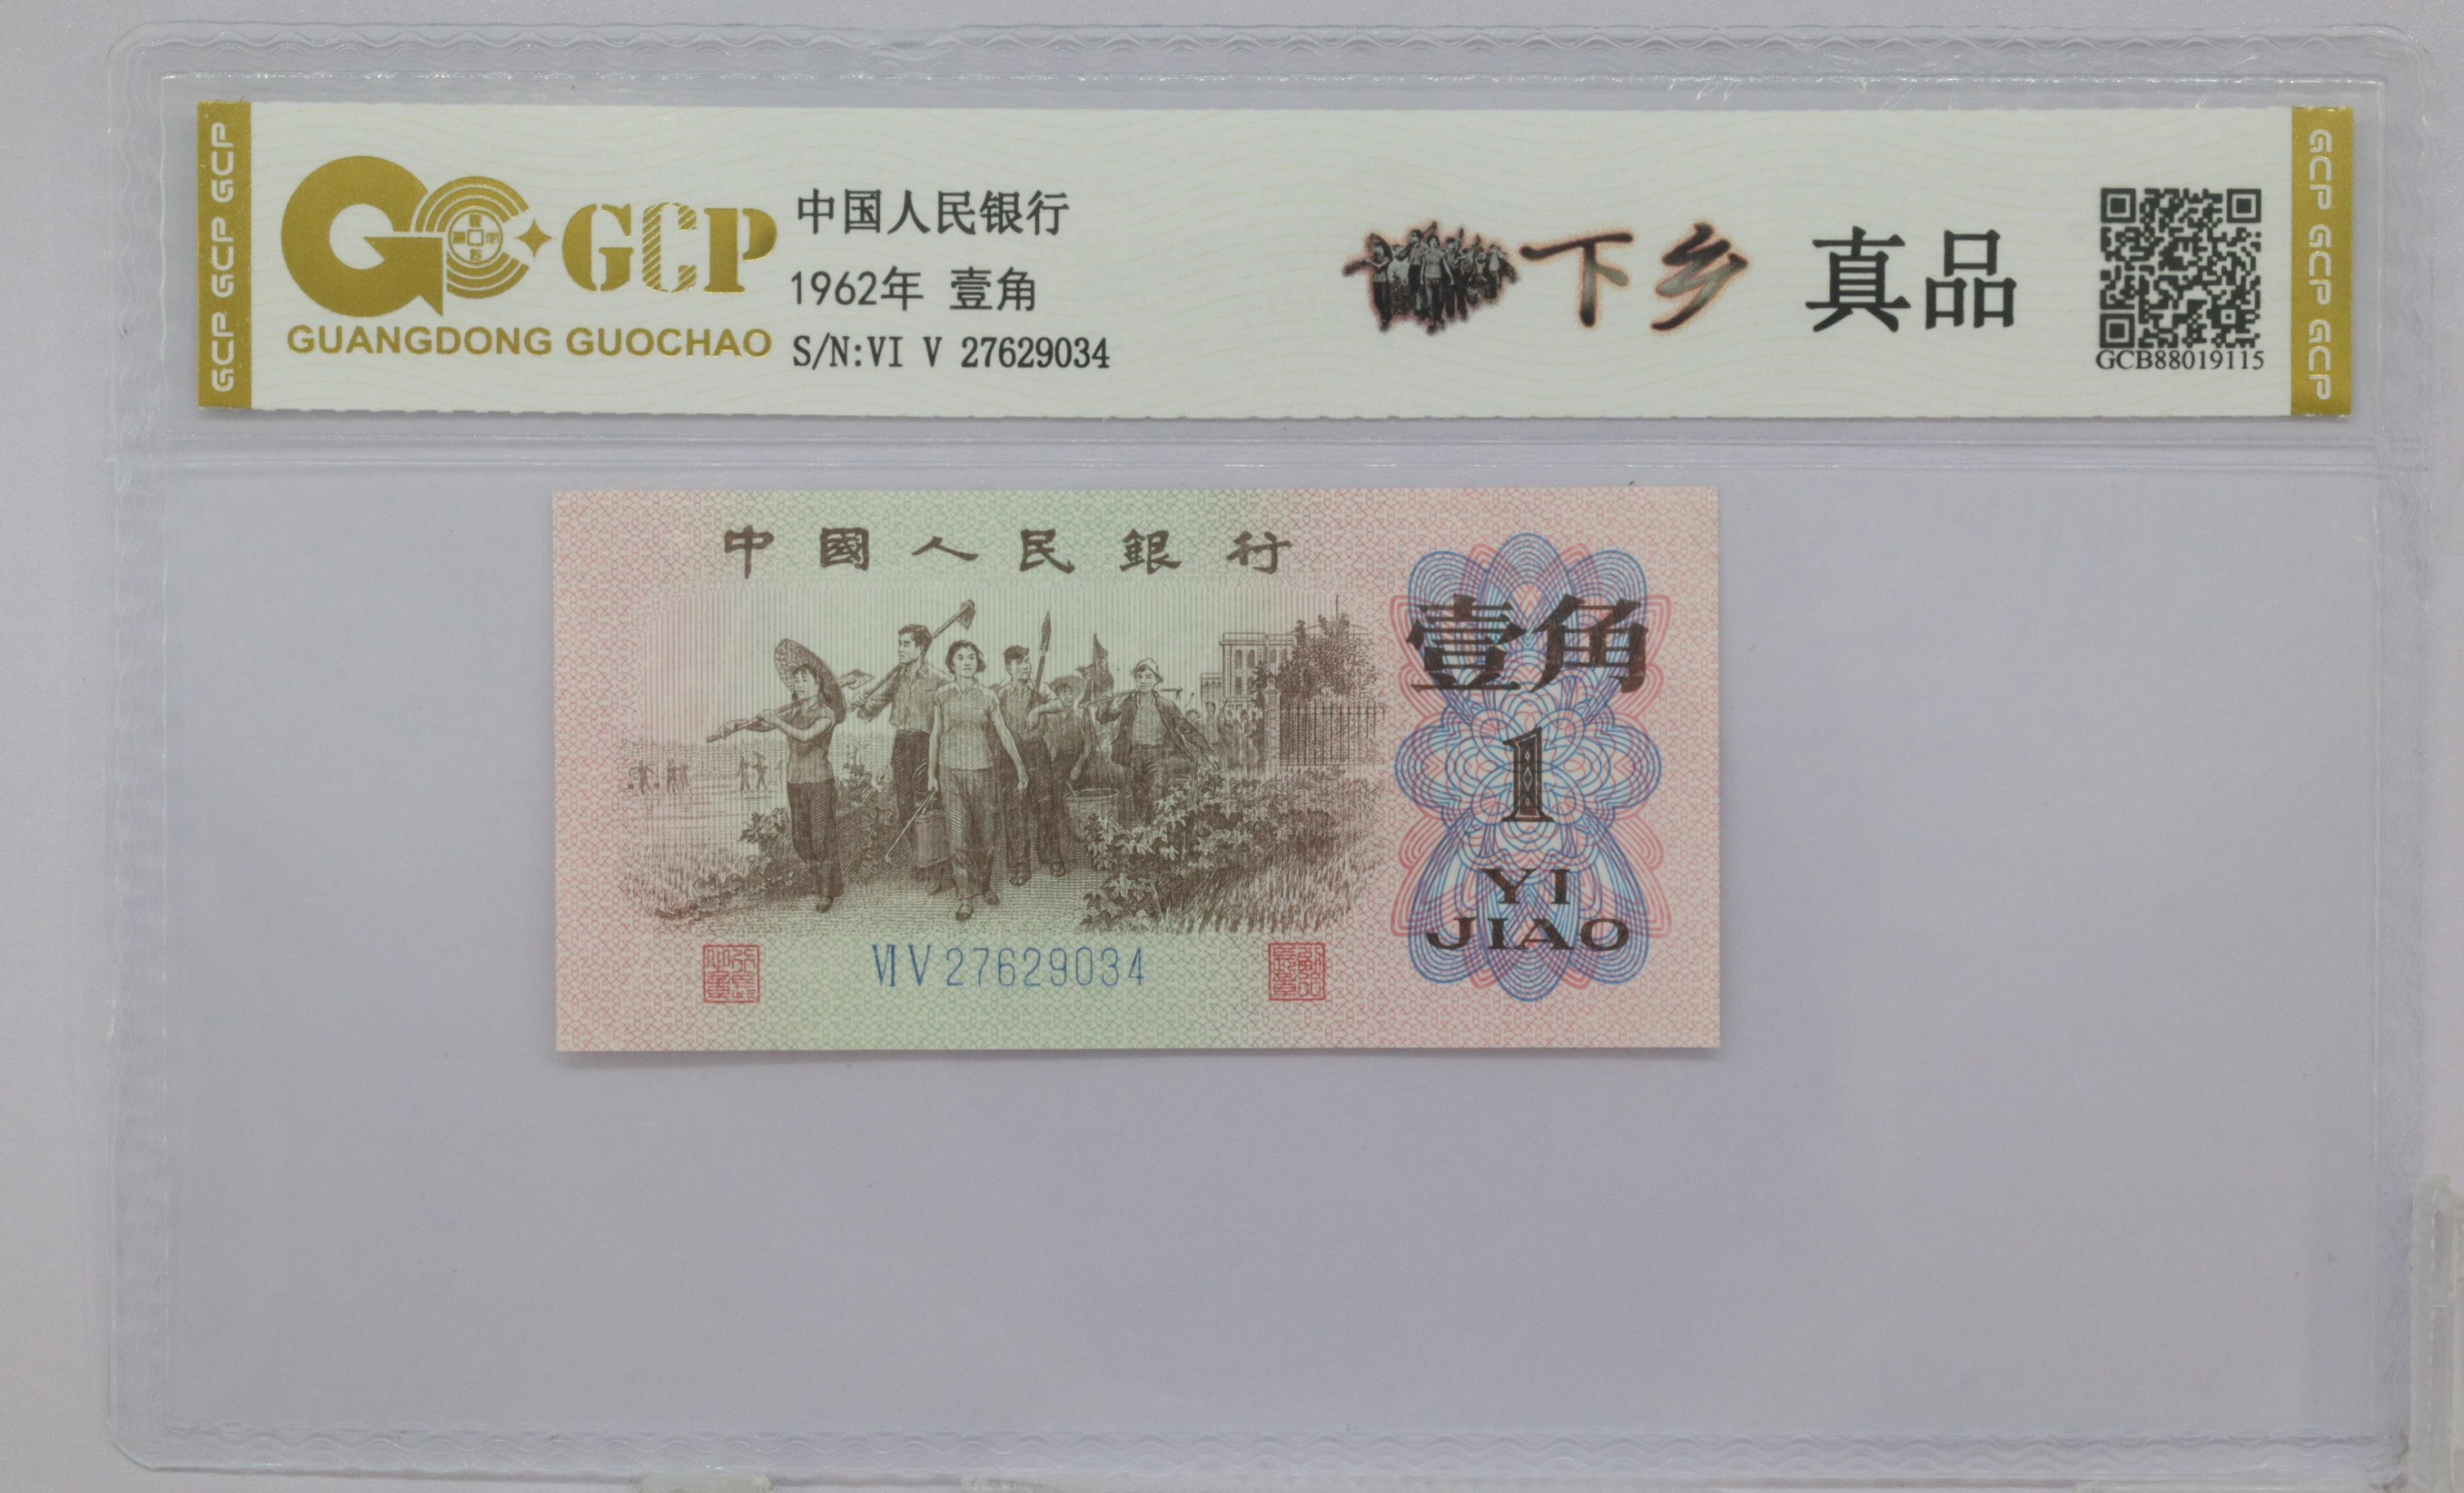 GCP GCP GCP
GCP
GUANGDONG GUOCHAO
中国人民银行
1962年 壹角
S/N:VI V 27629034
下乡 真品
GCB88019115
GCP GCP GCP
中國人民銀行
壹角
1
YI
JIAO
VI V 27629034